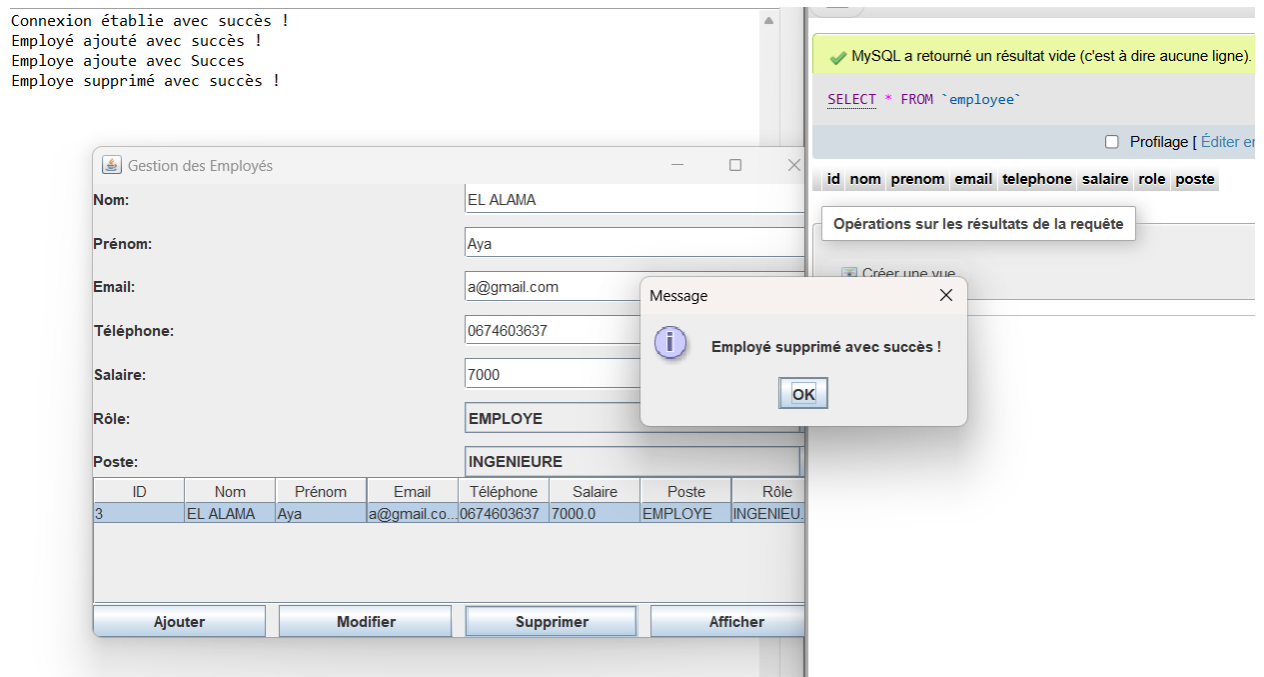 Connexion établie avec succès !
Employé ajouté avec succès !
Employe ajoute avec Succes
Employe supprimé avec succès !
Gestion des Employés
Nom: EL ALAMA
Prénom: Aya
Email: a@gmail.com
Téléphone: 0674603637
Salaire: 7000
Rôle: EMPLOYE
Poste: INGENIEURE
ID Nom Prénom Email Téléphone Salaire Poste Rôle
3 EL ALAMA Aya a@gmail.co... 0674603637 7000.0 EMPLOYE INGENIEU.
Ajouter Modifier Supprimer Afficher
Message
Employé supprimé avec succès !
OK
MySQL a retourné un résultat vide (c'est à dire aucune ligne).
SELECT * FROM `employee`
Profilage [ Éditer en
id nom prenom email telephone salaire role poste
Opérations sur les résultats de la requête
Créer une vue